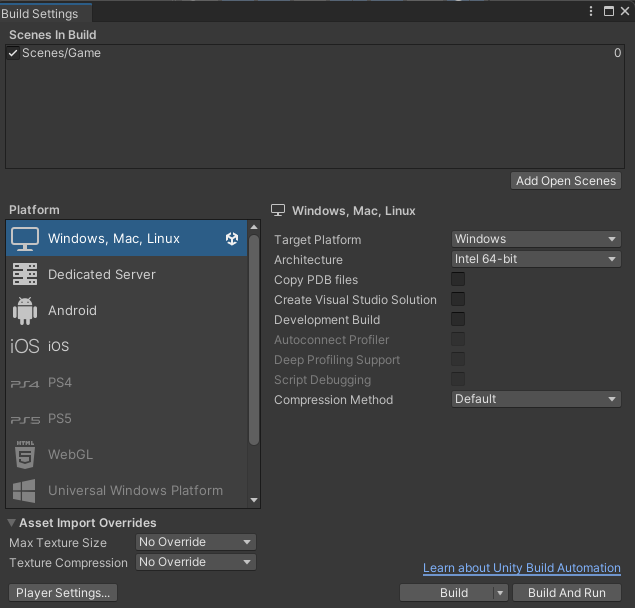 Build Settings
Scenes In Build
Scenes/Game 0
Add Open Scenes
Platform
Windows, Mac, Linux
Dedicated Server
Android
iOS iOS
PS4 PS4
PS5 PS5
HTML 5 WebGL
Universal Windows Platform
Windows, Mac, Linux
Target Platform Windows
Architecture Intel 64-bit
Copy PDB files
Create Visual Studio Solution
Development Build
Autoconnect Profiler
Deep Profiling Support
Script Debugging
Compression Method Default
Asset Import Overrides
Max Texture Size No Override
Texture Compression No Override
Learn about Unity Build Automation
Player Settings... Build Build And Run